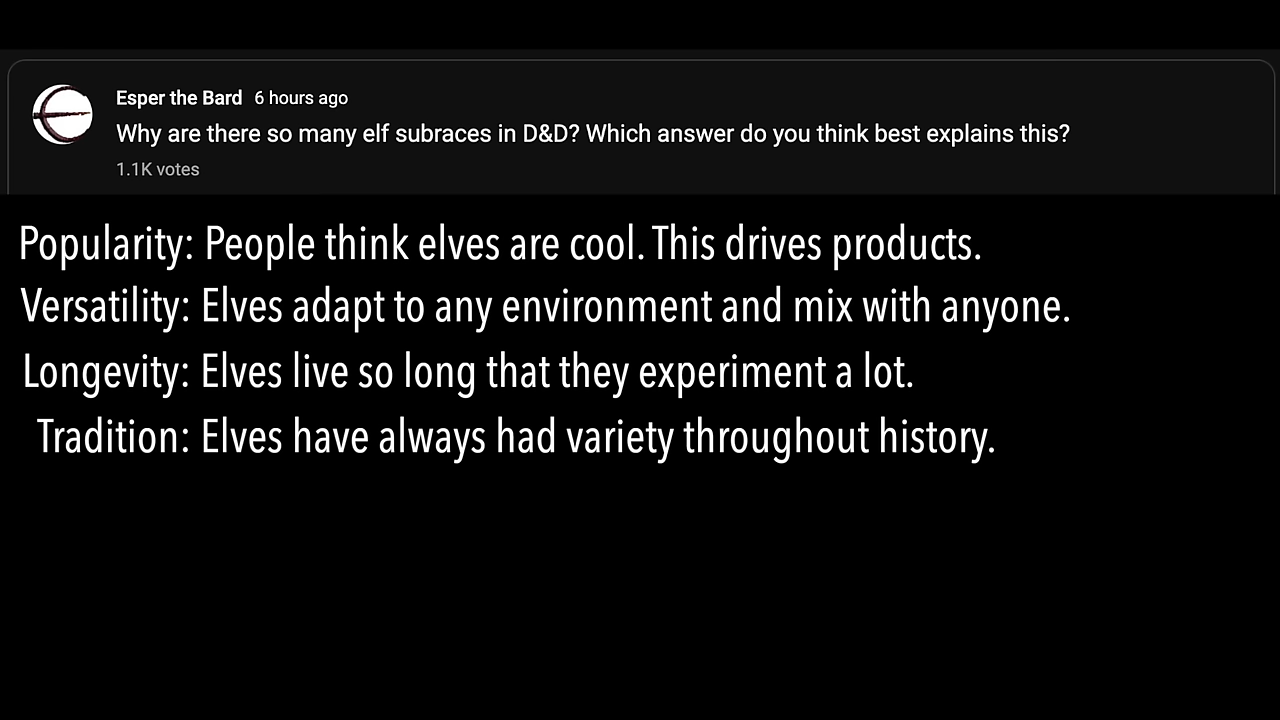 Esper the Bard 6 hours ago
Why are there so many elf subraces in D&D? Which answer do you think best explains this?
1.1K votes
Popularity: People think elves are cool. This drives products.
Versatility: Elves adapt to any environment and mix with anyone.
Longevity: Elves live so long that they experiment a lot.
Tradition: Elves have always had variety throughout history.